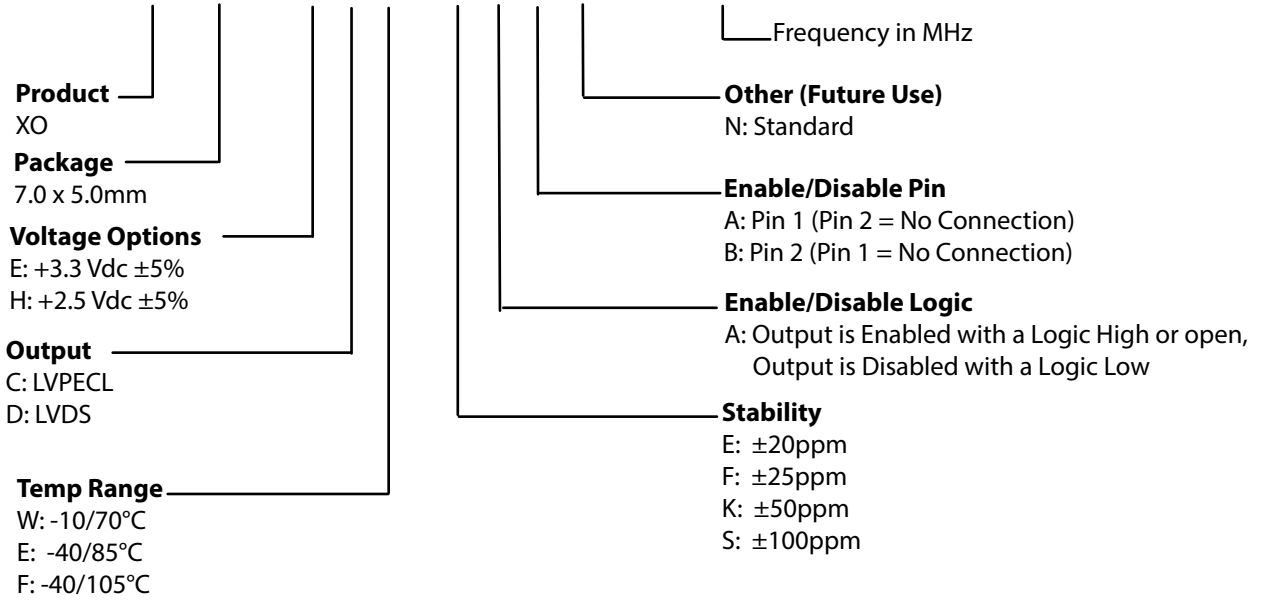 Frequency in MHz
Product
XO
Package
7.0 x 5.0mm
Voltage Options
E: +3.3 Vdc ±5%
H: +2.5 Vdc ±5%
Output
C: LVPECL
D: LVDS
Temp Range
W: -10/70°C
E: -40/85°C
F: -40/105°C
Other (Future Use)
N: Standard
Enable/Disable Pin
A: Pin 1 (Pin 2 = No Connection)
B: Pin 2 (Pin 1 = No Connection)
Enable/Disable Logic
A: Output is Enabled with a Logic High or open,
Output is Disabled with a Logic Low
Stability
E: ±20ppm
F: ±25ppm
K: ±50ppm
S: ±100ppm